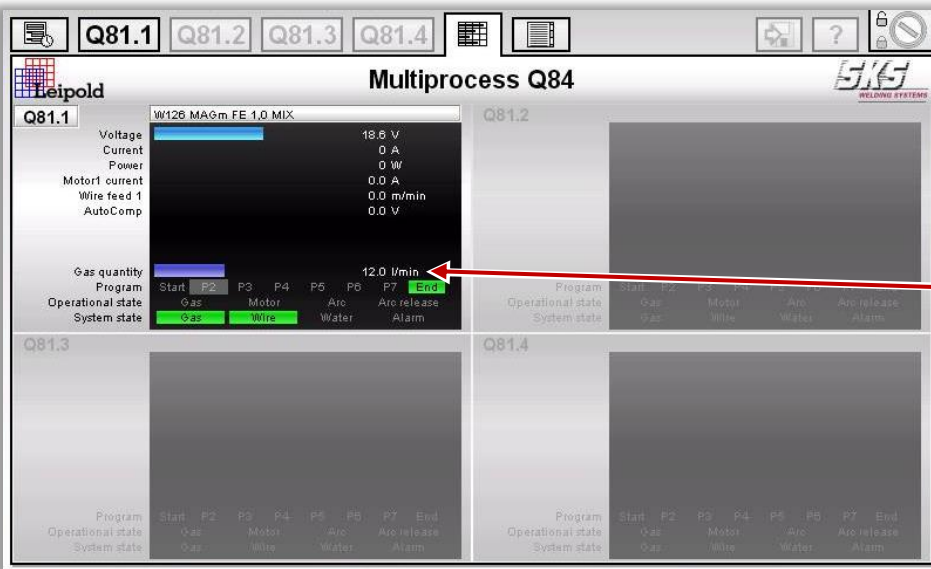 Q81.1 Q81.2 Q81.3 Q81.4 ?
Leipold
Multiprocess Q84
SKS
WELDING SYSTEMS
Q81.1 W126 MAGm FE 1,0 MIX
Voltage 18.6 V
Current 0 A
Power 0 W
Motor1 current 0.0 A
Wire feed 1 0.0 m/min
AutoComp 0.0 V
Gas quantity 12.0 l/min
Program Start P2 P3 P4 P5 P6 P7 End
Operational state Gas Motor Arc Arc release
System state Gas Wire Water Alarm
Q81.2
Program Start P2 P3 P4 P5 P6 P7 End
Operational state Gas Motor Arc Arc release
System state Gas Wire Water Alarm
Q81.3
Program Start P2 P3 P4 P5 P6 P7 End
Operational state Gas Motor Arc Arc release
System state Gas Wire Water Alarm
Q81.4
Program Start P2 P3 P4 P5 P6 P7 End
Operational state Gas Motor Arc Arc release
System state Gas Wire Water Alarm